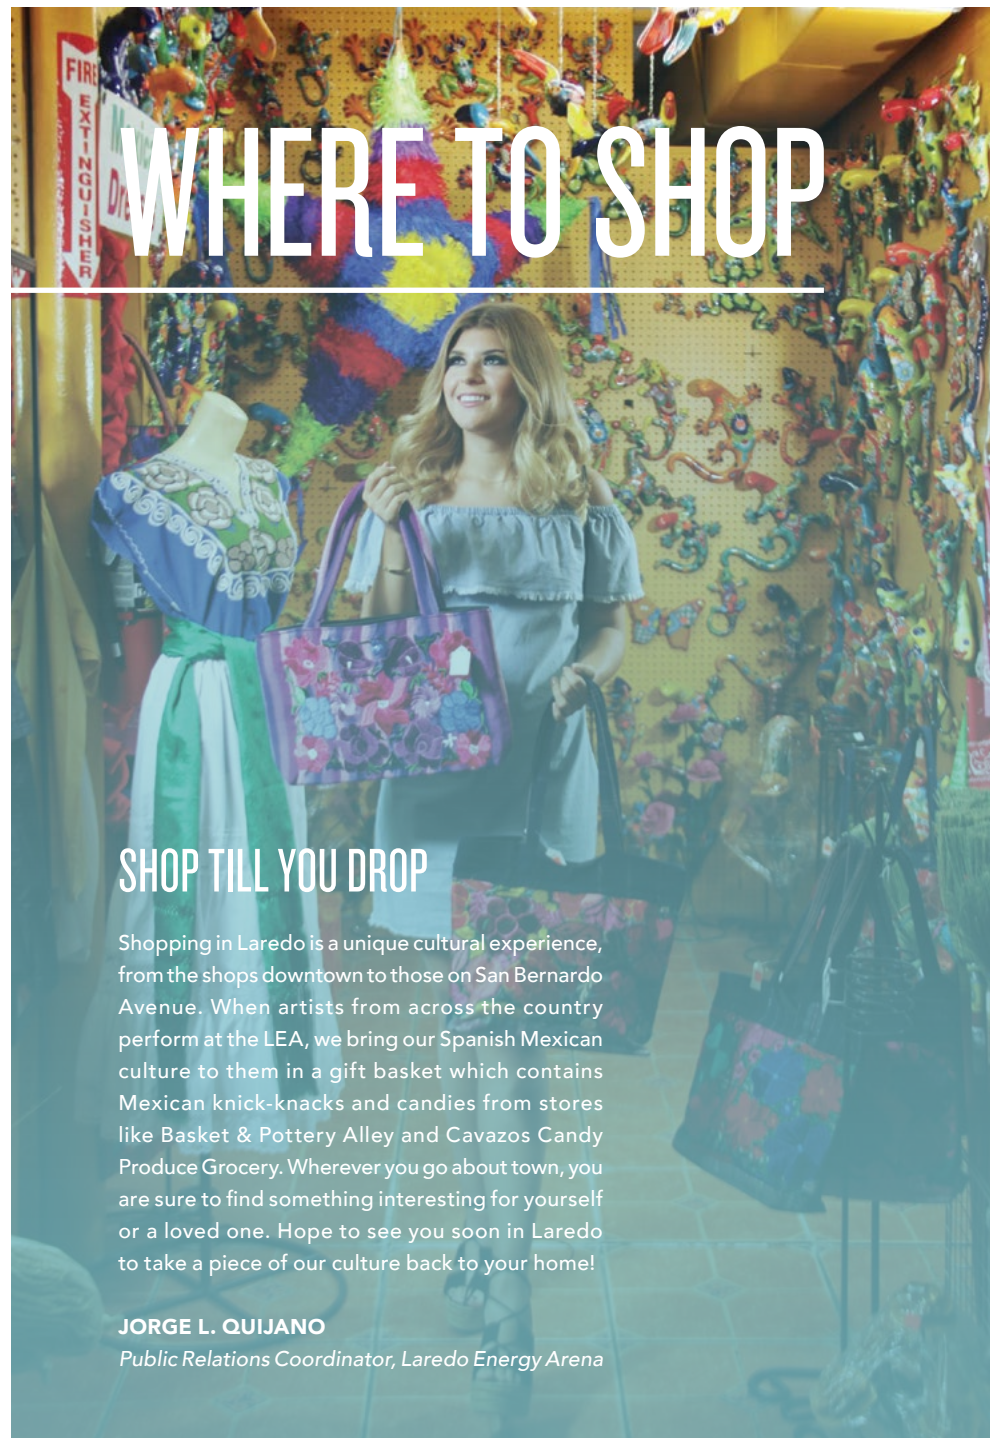 FIRE
EXTINGUISHER
WHERE TO SHOP
SHOP TILL YOU DROP
Shopping in Laredo is a unique cultural experience,
from the shops downtown to those on San Bernardo
Avenue. When artists from across the country
perform at the LEA, we bring our Spanish Mexican
culture to them in a gift basket which contains
Mexican knick-knacks and candies from stores
like Basket & Pottery Alley and Cavazos Candy
Produce Grocery. Wherever you go about town, you
are sure to find something interesting for yourself
or a loved one. Hope to see you soon in Laredo
to take a piece of our culture back to your home!
JORGE L. QUIJANO
Public Relations Coordinator, Laredo Energy Arena